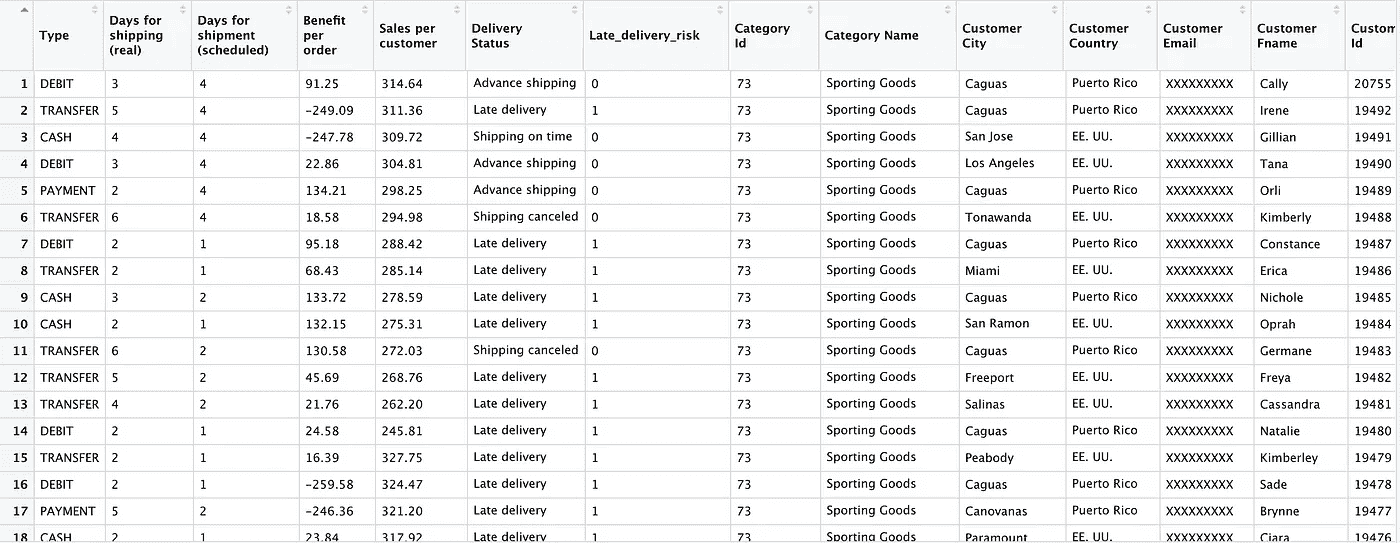 Type Days for shipping (real) Days for shipment (scheduled) Benefit per order Sales per customer Delivery Status Late_delivery_risk Category Id Category Name Customer City Customer Country Customer Email Customer Fname Custom Id
1 DEBIT 3 4 91.25 314.64 Advance shipping 0 73 Sporting Goods Caguas Puerto Rico XXXXXXXXX Cally 20755
2 TRANSFER 5 4 -249.09 311.36 Late delivery 1 73 Sporting Goods Caguas Puerto Rico XXXXXXXXX Irene 19492
3 CASH 4 4 -247.78 309.72 Shipping on time 0 73 Sporting Goods San Jose EE. UU. XXXXXXXXX Gillian 19491
4 DEBIT 3 4 22.86 304.81 Advance shipping 0 73 Sporting Goods Los Angeles EE. UU. XXXXXXXXX Tana 19490
5 PAYMENT 2 4 134.21 298.25 Advance shipping 0 73 Sporting Goods Caguas Puerto Rico XXXXXXXXX Orli 19489
6 TRANSFER 6 4 18.58 294.98 Shipping canceled 0 73 Sporting Goods Tonawanda EE. UU. XXXXXXXXX Kimberly 19488
7 DEBIT 2 1 95.18 288.42 Late delivery 1 73 Sporting Goods Caguas Puerto Rico XXXXXXXXX Constance 19487
8 TRANSFER 2 1 68.43 285.14 Late delivery 1 73 Sporting Goods Miami EE. UU. XXXXXXXXX Erica 19486
9 CASH 3 2 133.72 278.59 Late delivery 1 73 Sporting Goods Caguas Puerto Rico XXXXXXXXX Nichole 19485
10 CASH 2 1 132.15 275.31 Late delivery 1 73 Sporting Goods San Ramon EE. UU. XXXXXXXXX Oprah 19484
11 TRANSFER 6 2 130.58 272.03 Shipping canceled 0 73 Sporting Goods Caguas Puerto Rico XXXXXXXXX Germane 19483
12 TRANSFER 5 2 45.69 268.76 Late delivery 1 73 Sporting Goods Freeport EE. UU. XXXXXXXXX Freya 19482
13 TRANSFER 4 2 21.76 262.20 Late delivery 1 73 Sporting Goods Salinas EE. UU. XXXXXXXXX Cassandra 19481
14 DEBIT 2 1 24.58 245.81 Late delivery 1 73 Sporting Goods Caguas Puerto Rico XXXXXXXXX Natalie 19480
15 TRANSFER 2 1 16.39 327.75 Late delivery 1 73 Sporting Goods Peabody EE. UU. XXXXXXXXX Kimberley 19479
16 DEBIT 2 1 -259.58 324.47 Late delivery 1 73 Sporting Goods Caguas Puerto Rico XXXXXXXXX Sade 19478
17 PAYMENT 5 2 -246.36 321.20 Late delivery 1 73 Sporting Goods Canovanas Puerto Rico XXXXXXXXX Brynne 19477
18 CASH 2 1 23.84 317.92 Late delivery 1 73 Sporting Goods Paramount EE. UU. XXXXXXXXX Ciara 19476